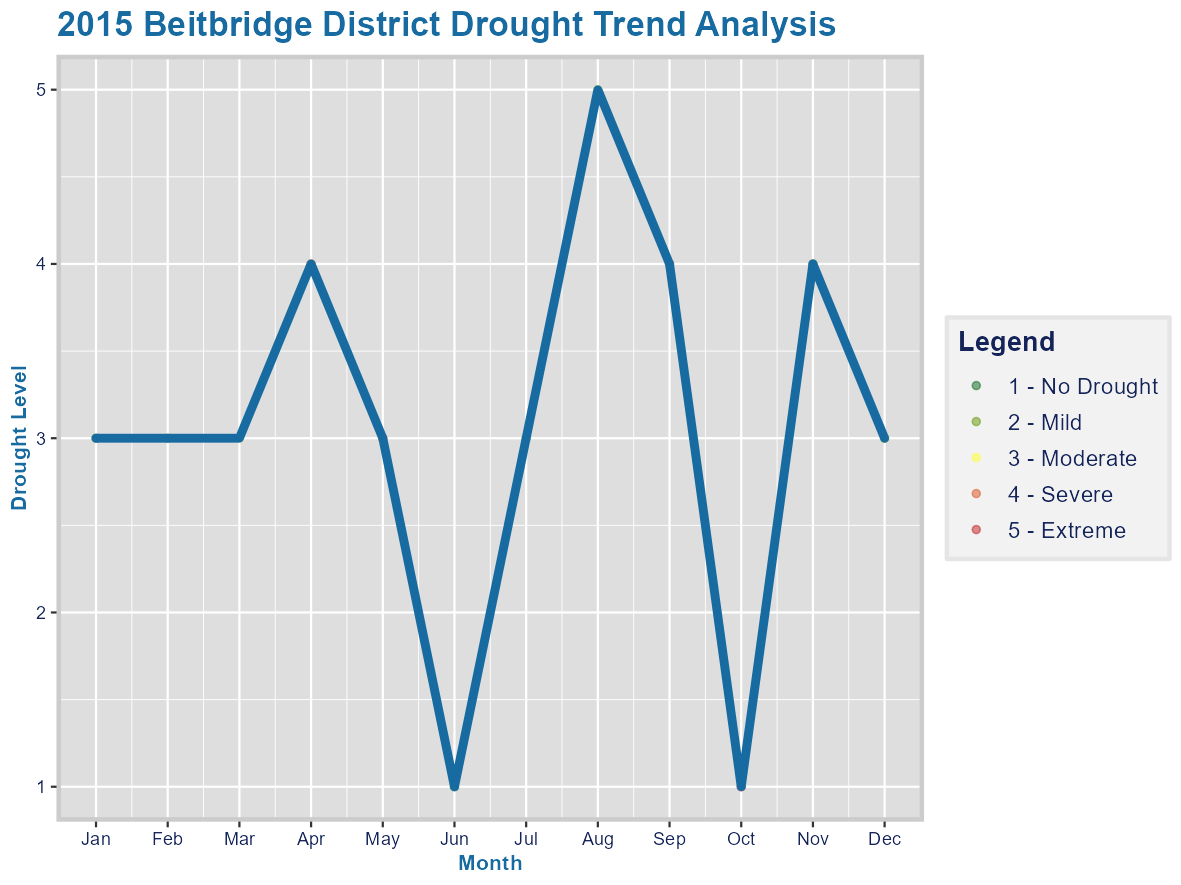 2015 Beitbridge District Drought Trend Analysis
5
4
3
2
1
Drought Level
Jan Feb Mar Apr May Jun Jul Aug Sep Oct Nov Dec
Month
Legend
1 - No Drought
2 - Mild
3 - Moderate
4 - Severe
5 - Extreme